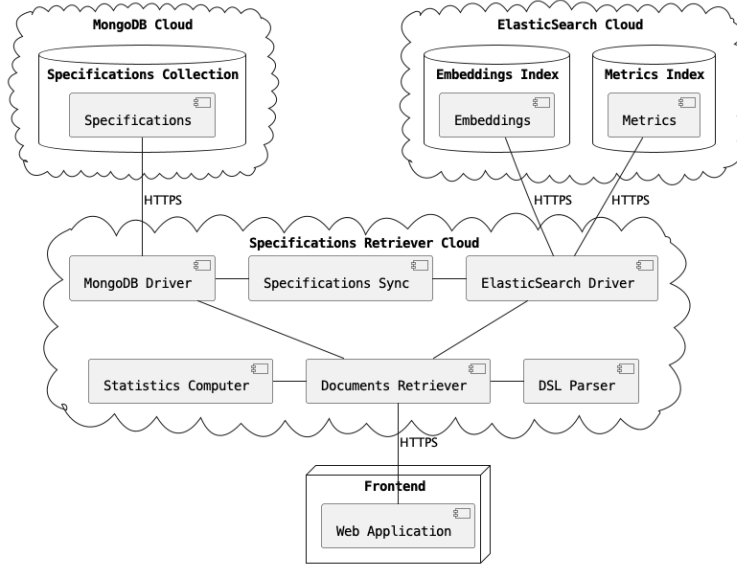 MongoDB Cloud
ElasticSearch Cloud
Specifications Collection
Embeddings Index
Metrics Index
Specifications
Embeddings
Metrics
HTTPS
HTTPS
HTTPS
Specifications Retriever Cloud
MongoDB Driver
Specifications Sync
ElasticSearch Driver
Statistics Computer
Documents Retriever
DSL Parser
HTTPS
Frontend
Web Application